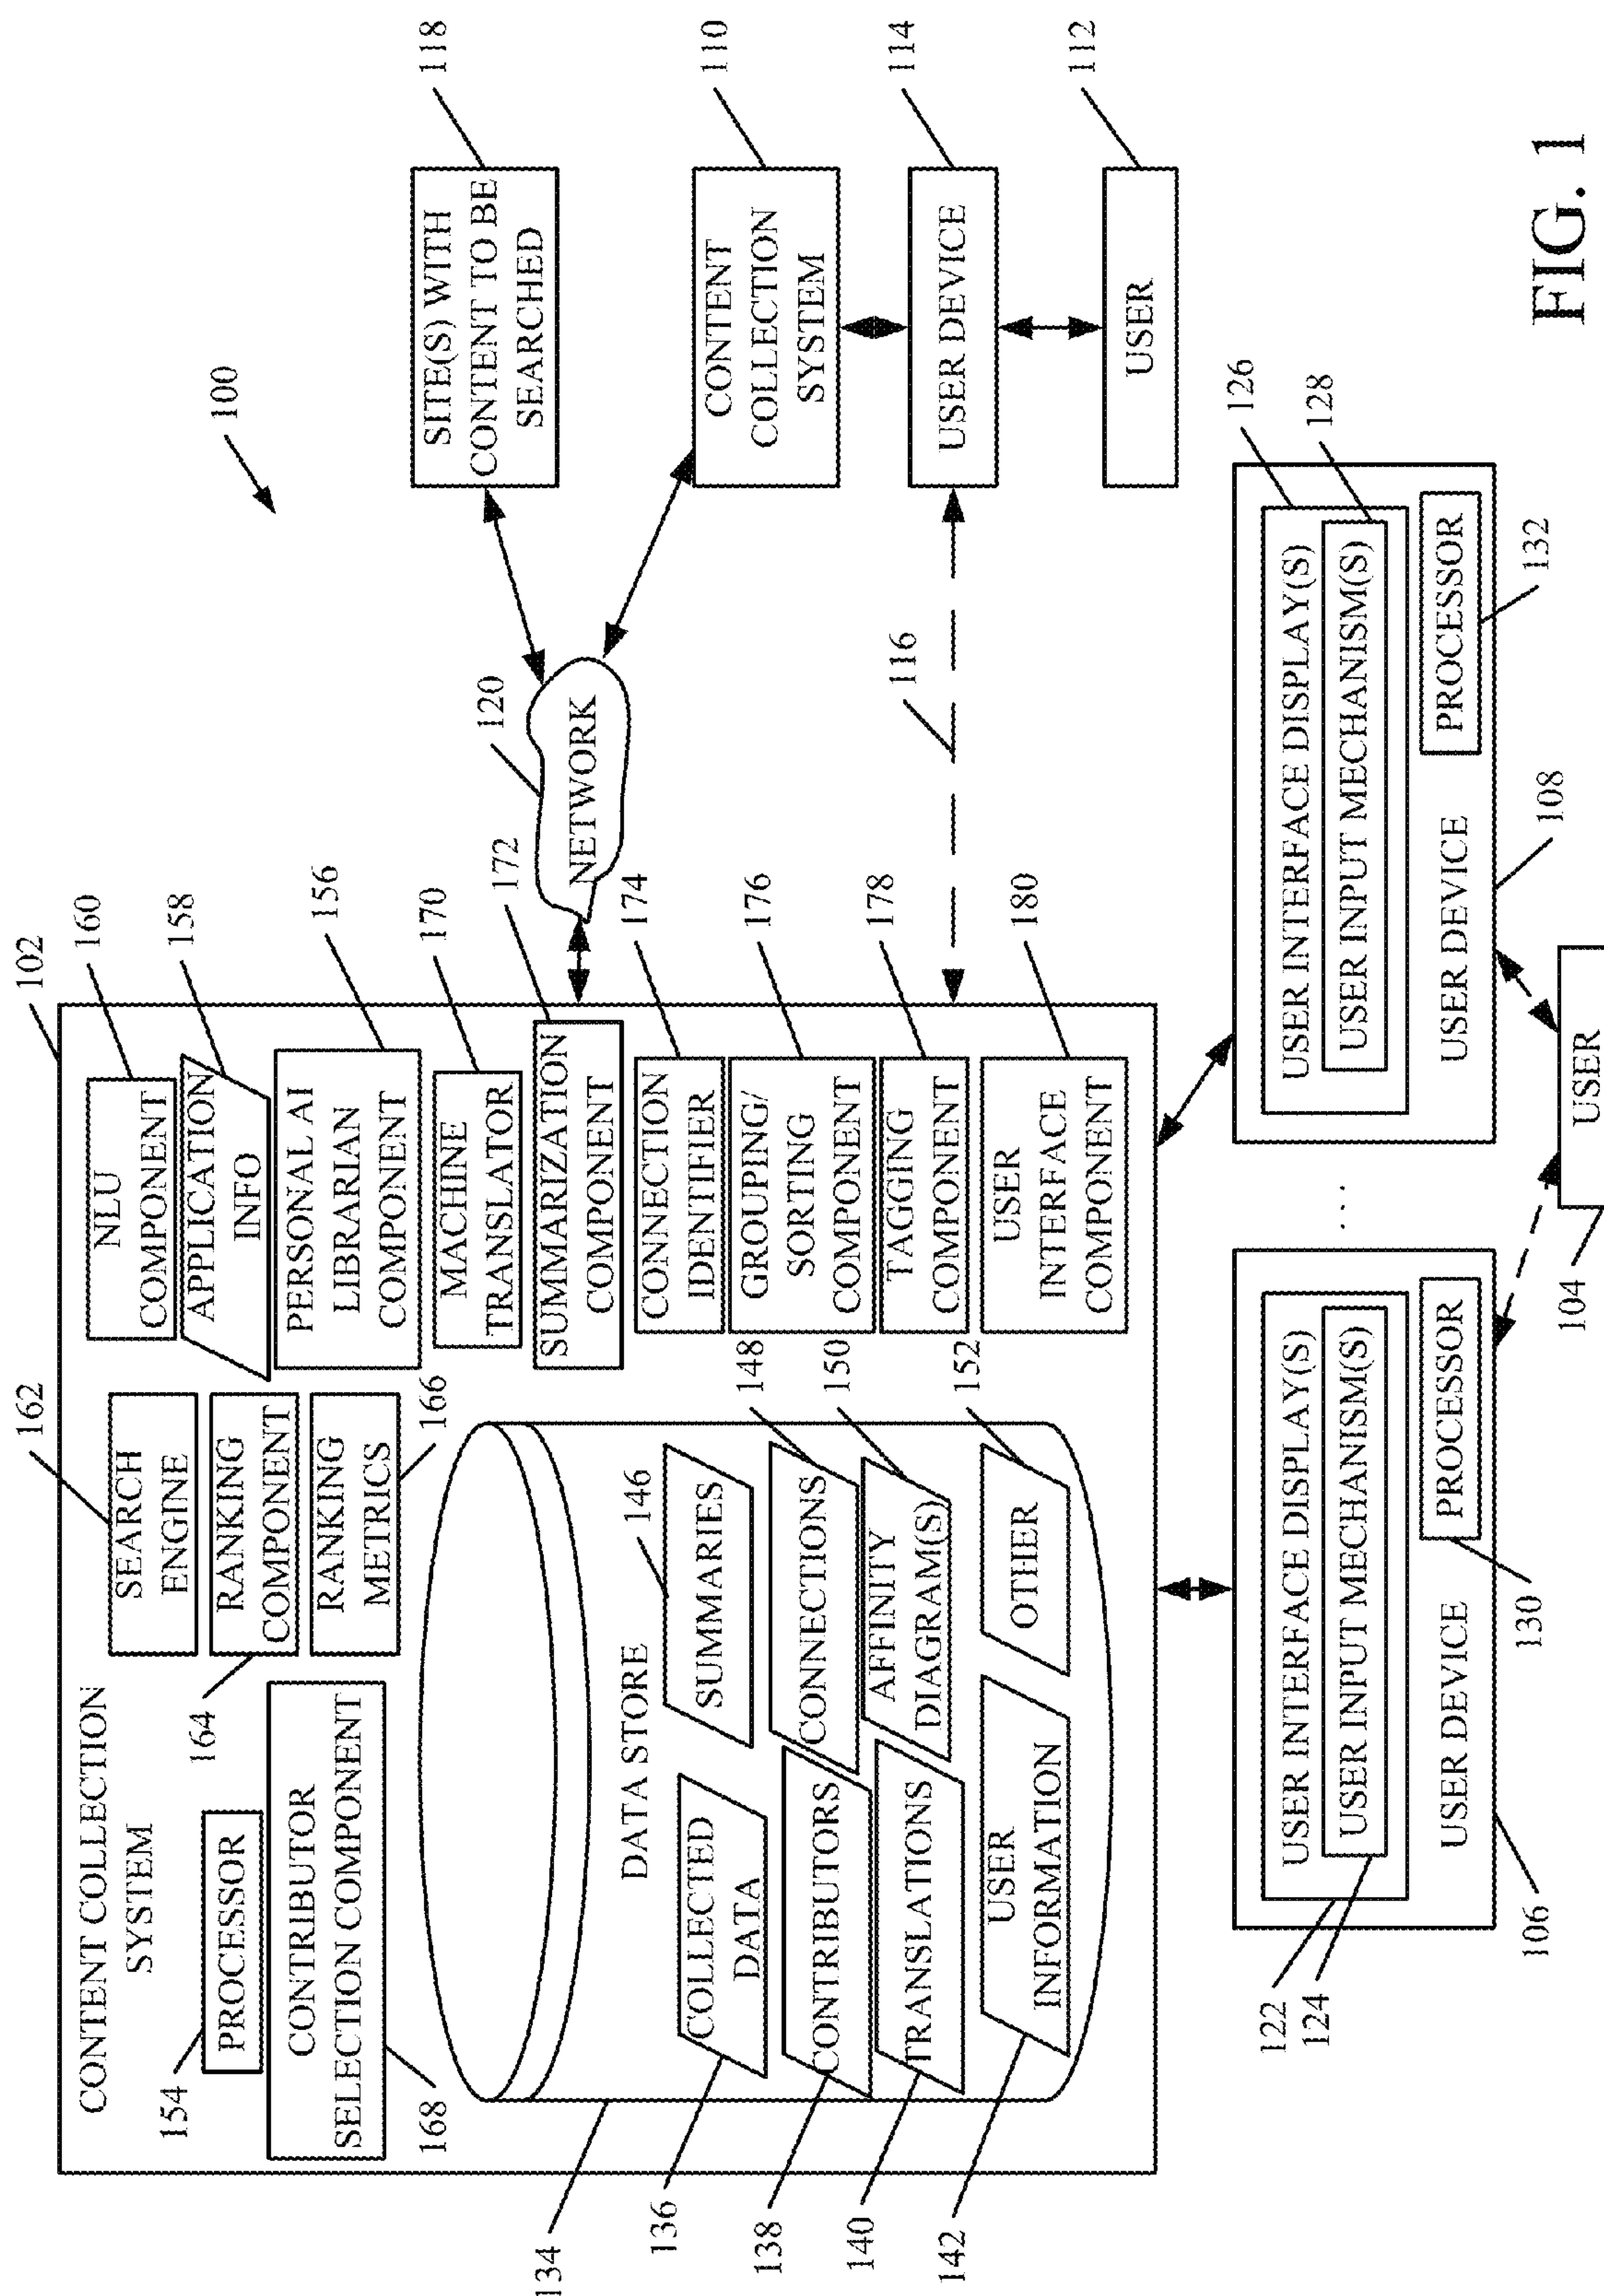 100
102
CONTENT COLLECTION
SYSTEM
154
PROCESSOR
CONTRIBUTOR
SELECTION COMPONENT
168
162
SEARCH
ENGINE
164
RANKING
COMPONENT
RANKING
METRICS
166
NLU
COMPONENT
160
APPLICATION
INFO
158
PERSONAL AI
LIBRARIAN
COMPONENT
156
MACHINE
TRANSLATOR
170
SUMMARIZATION
COMPONENT
172
CONNECTION
IDENTIFIER
174
GROUPING/
SORTING
COMPONENT
176
TAGGING
COMPONENT
178
USER
INTERFACE
COMPONENT
180
134
DATA STORE
136
COLLECTED
DATA
146
SUMMARIES
138
CONTRIBUTORS
148
CONNECTIONS
140
TRANSLATIONS
150
AFFINITY
DIAGRAM(S)
142
USER
INFORMATION
152
OTHER
120
NETWORK
118
SITE(S) WITH
CONTENT TO BE
SEARCHED
110
CONTENT
COLLECTION
SYSTEM
114
USER DEVICE
112
USER
116
USER INTERFACE DISPLAY(S)
USER INPUT MECHANISM(S)
122
124
PROCESSOR
130
USER DEVICE
106
...
USER INTERFACE DISPLAY(S)
126
USER INPUT MECHANISM(S)
128
PROCESSOR
132
USER DEVICE
108
USER
104
FIG. 1